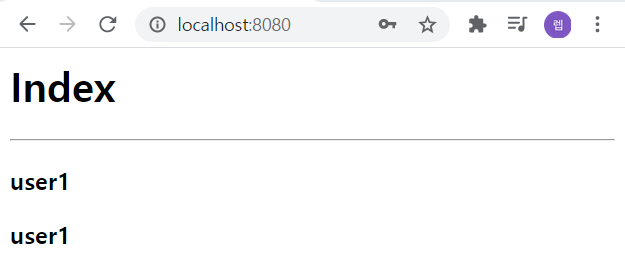 localhost:8080
렙
Index
user1
user1